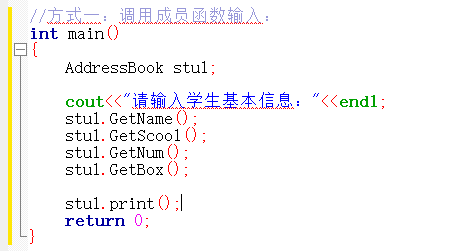 //方式一：调用成员函数输入：
int main()
{
AddressBook stu1;
cout<<"请输入学生基本信息："<<endl;
stu1.GetName();
stu1.GetScool();
stu1.GetNum();
stu1.GetBox();
stu1.print();
return 0;
}